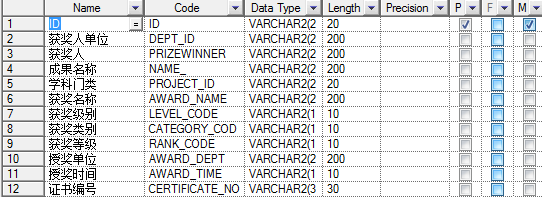 Name Code Data Type Length Precision P F M
1 ID = ID VARCHAR2(2 20
2 获奖人单位 DEPT_ID VARCHAR2(2 200
3 获奖人 PRIZEWINNER VARCHAR2(2 200
4 成果名称 NAME_ VARCHAR2(2 200
5 学科门类 PROJECT_ID VARCHAR2(2 20
6 获奖名称 AWARD_NAME VARCHAR2(2 200
7 获奖级别 LEVEL_CODE VARCHAR2(1 10
8 获奖类别 CATEGORY_COD VARCHAR2(1 10
9 获奖等级 RANK_CODE VARCHAR2(1 10
10 授奖单位 AWARD_DEPT VARCHAR2(2 200
11 授奖时间 AWARD_TIME VARCHAR2(1 10
12 证书编号 CERTIFICATE_NO VARCHAR2(3 30